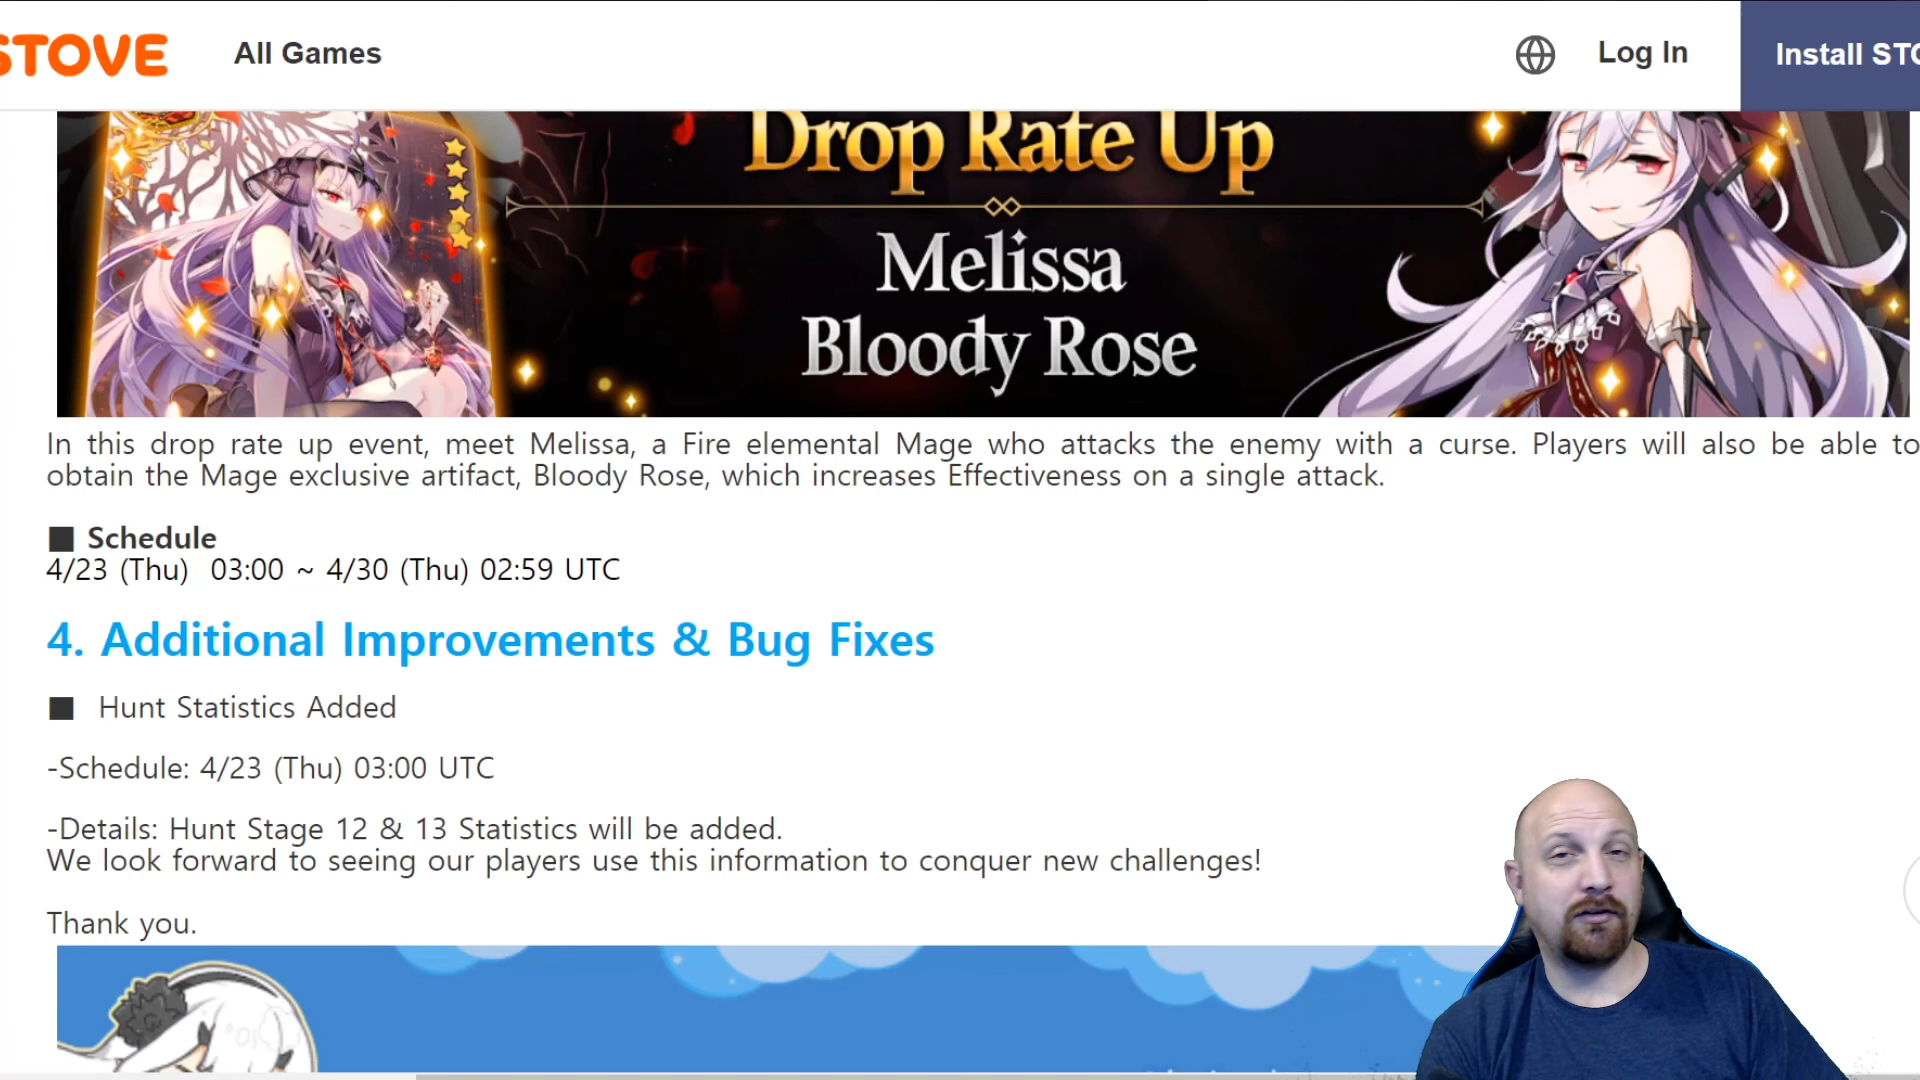 STOVE
All Games
Log In
Install STO
Drop Rate Up
Melissa
Bloody Rose
In this drop rate up event, meet Melissa, a Fire elemental Mage who attacks the enemy with a curse. Players will also be able to
obtain the Mage exclusive artifact, Bloody Rose, which increases Effectiveness on a single attack.
■ Schedule
4/23 (Thu) 03:00 ~ 4/30 (Thu) 02:59 UTC
4. Additional Improvements & Bug Fixes
■ Hunt Statistics Added
-Schedule: 4/23 (Thu) 03:00 UTC
-Details: Hunt Stage 12 & 13 Statistics will be added.
We look forward to seeing our players use this information to conquer new challenges!
Thank you.